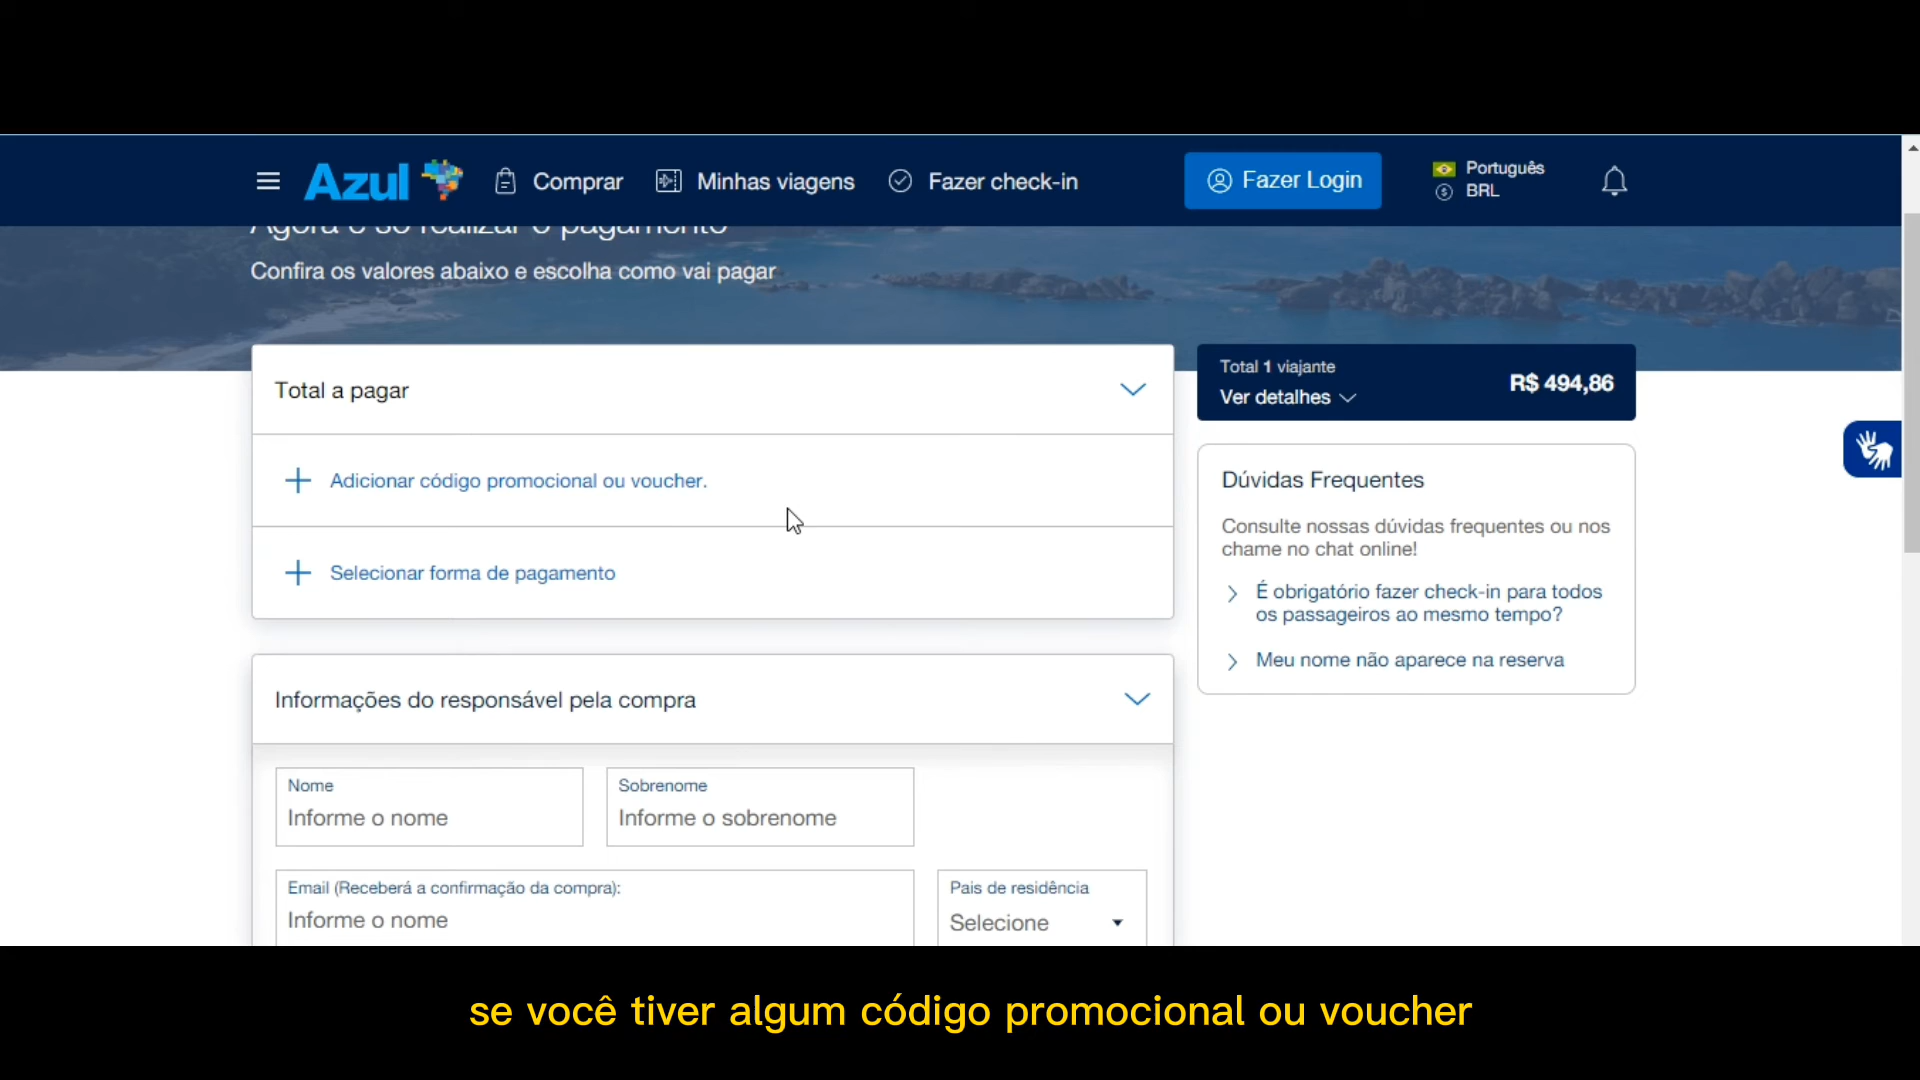 Azul
Comprar
Minhas viagens
Fazer check-in
Fazer Login
Português
BRL
Agora é só realizar o pagamento
Confira os valores abaixo e escolha como vai pagar
Total a pagar
Adicionar código promocional ou voucher.
Selecionar forma de pagamento
Total 1 viajante
Ver detalhes
R$ 494,86
Dúvidas Frequentes
Consulte nossas dúvidas frequentes ou nos
chame no chat online!
É obrigatório fazer check-in para todos
os passageiros ao mesmo tempo?
Meu nome não aparece na reserva
Informações do responsável pela compra
Nome
Informe o nome
Sobrenome
Informe o sobrenome
Email (Receberá a confirmação da compra):
Informe o nome
Pais de residência
Selecione
se você tiver algum código promocional ou voucher